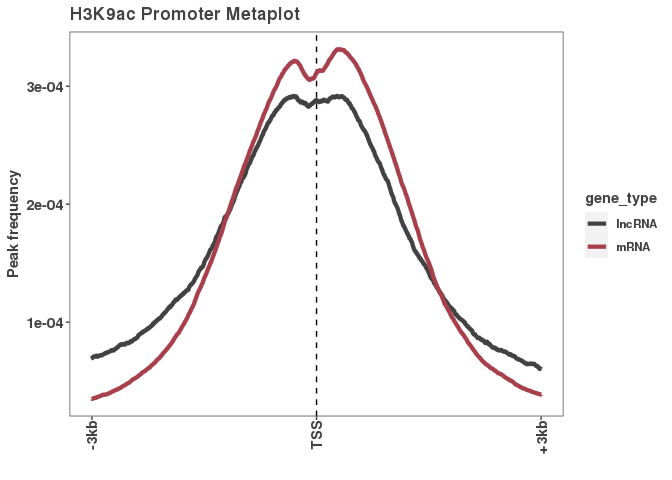 H3K9ac Promoter Metaplot
Peak frequency
3e-04
2e-04
1e-04
-3kb
TSS
+3kb
gene_type
lncRNA
mRNA